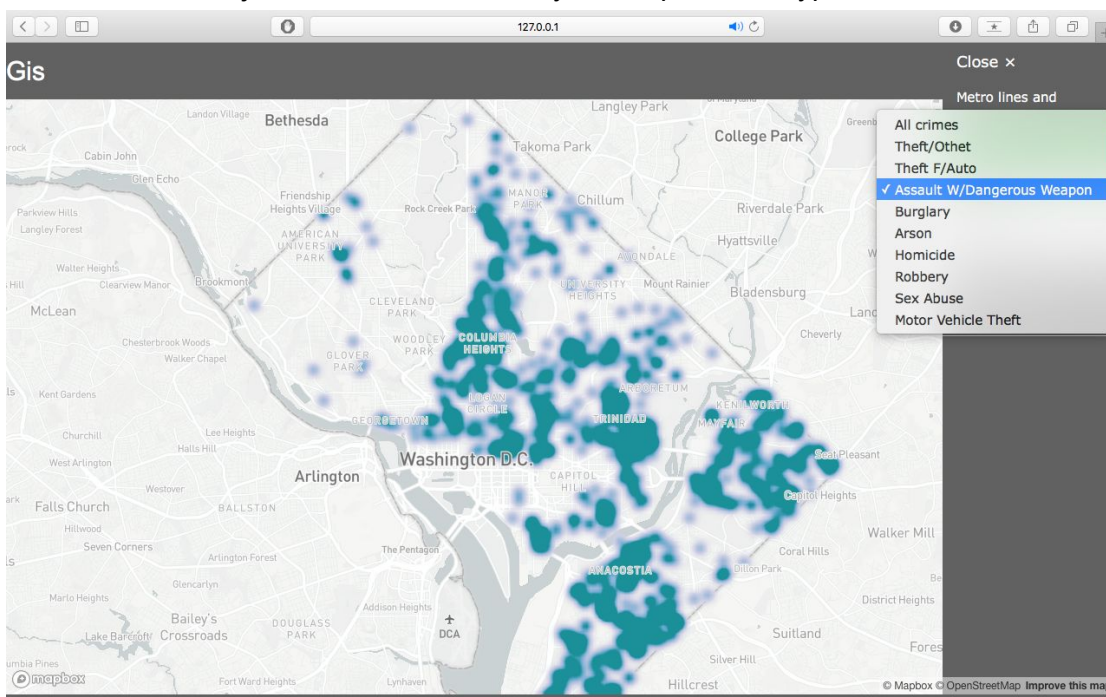 127.0.0.1
Gis
Close ×
Metro lines and
All crimes
Theft/Othet
Theft F/Auto
✓ Assault W/Dangerous Weapon
Burglary
Arson
Homicide
Robbery
Sex Abuse
Motor Vehicle Theft
Langley Park
Landon Village
Bethesda
College Park
Takoma Park
Cabin John
Glen Echo
Friendship
Heights Village
Rock Creek Park
MANOR
PARK
Chillum
Riverdale Park
Parkview Hills
Langley Forest
AMERICAN
UNIVERSITY
PARK
Hyattsville
AVONDALE
Walter Heights
Clearview Manor
Brookmont
UNIVERSITY
HEIGHTS
Mount Rainier
Bladensburg
McLean
CLEVELAND
PARK
Cheverly
Chesterbrook Woods
Walker Chapel
WOODLEY
PARK
COLUMBIA
HEIGHTS
GLOVER
PARK
ARBORETUM
Kent Gardens
LOGAN
CIRCLE
KENILWORTH
GEORGETOWN
TRINIDAD
MAYFAIR
Churchill
Lee Heights
Halls Hill
West Arlington
Washington D.C.
Seat Pleasant
Arlington
CAPITOL
HILL
Westover
Capitol Heights
Falls Church
BALLSTON
Hillwood
Seven Corners
The Pentagon
Walker Mill
Arlington Forest
Coral Hills
Glencarlyn
ANACOSTIA
Dillon Park
Marlo Heights
Addison Heights
District Heights
Bailey's
Crossroads
DOUGLASS
PARK
DCA
Lake Barcroft
Suitland
Silver Hill
mapbox
Fort Ward Heights
Lynhaven
Hillcrest
© Mapbox © OpenStreetMap Improve this map